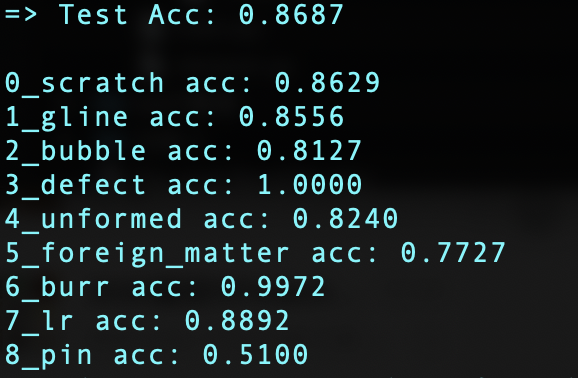 => Test Acc: 0.8687
0_scratch acc: 0.8629
1_gline acc: 0.8556
2_bubble acc: 0.8127
3_defect acc: 1.0000
4_unformed acc: 0.8240
5_foreign_matter acc: 0.7727
6_burr acc: 0.9972
7_lr acc: 0.8892
8_pin acc: 0.5100